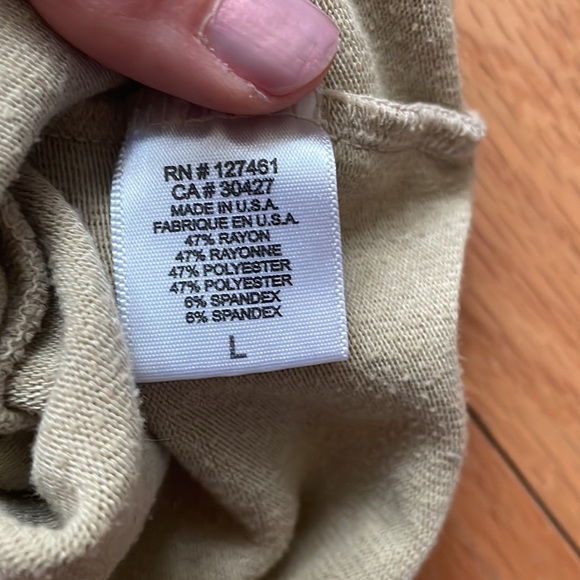 RN # 127461
CA # 30427
MADE IN U.S.A.
FABRIQUE EN U.S.A.
47% RAYON
47% RAYONNE
47% POLYESTER
47% POLYESTER
6% SPANDEX
6% SPANDEX
L